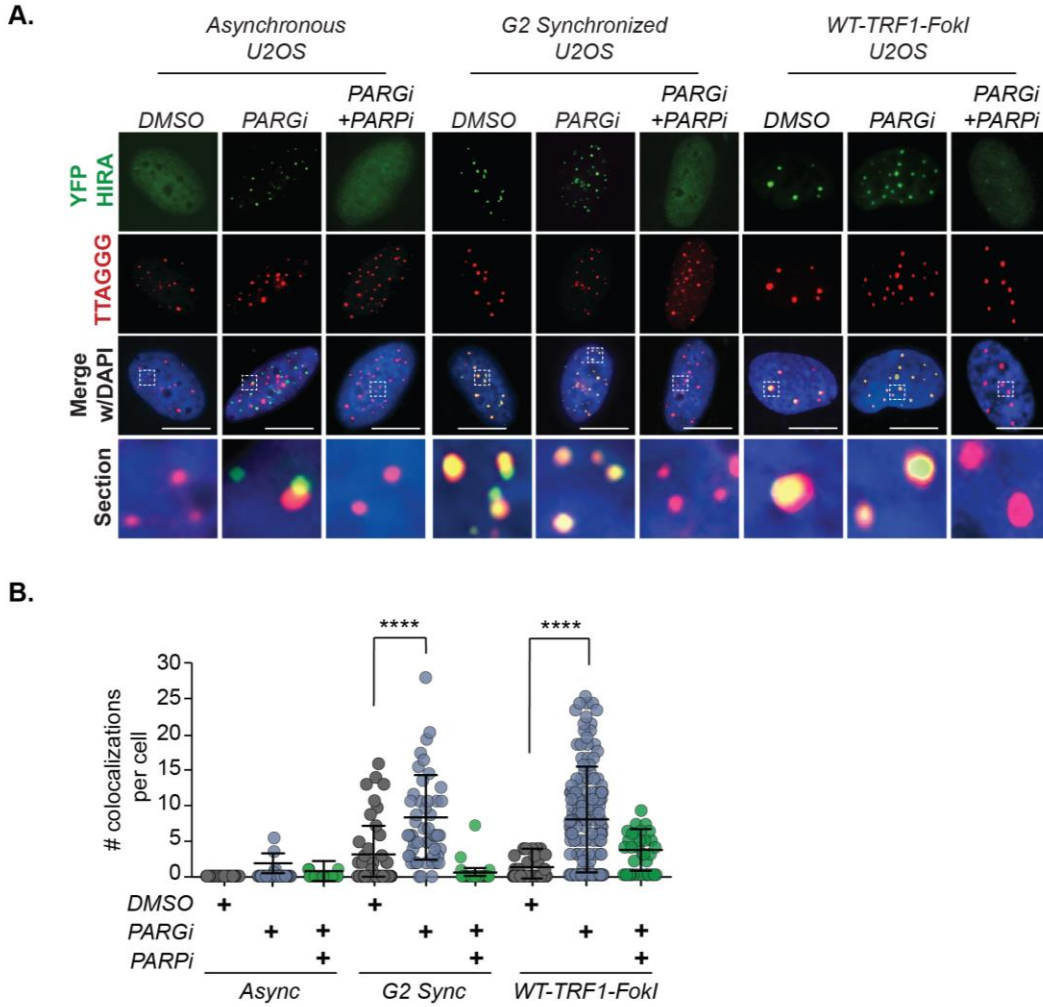 A.
Asynchronous G2 Synchronized WT-TRF1-FokI
U2OS U2OS U2OS
PARGi PARGi PARGi
DMSO PARGi +PARPi DMSO PARGi +PARPi DMSO PARGi +PARPi
YFP
HIRA
TTAGGG
Merge
w/DAPI
Section
B.
**** ****
# colocalizations
per cell
30
25
20
15
10
5
0
DMSO + + +
PARGi + + + + + +
PARPi + + +
Async G2 Sync WT-TRF1-FokI